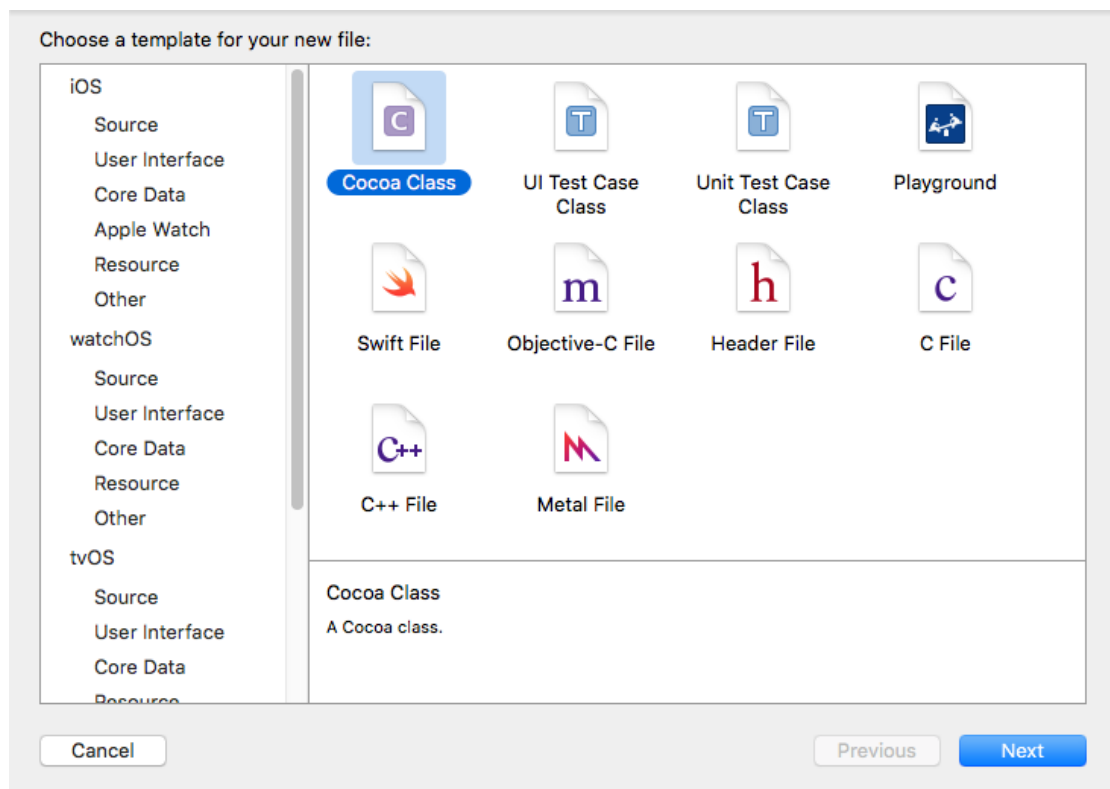 Choose a template for your new file:
iOS
Source
User Interface
Core Data
Apple Watch
Resource
Other
watchOS
Source
User Interface
Core Data
Resource
Other
tvOS
Source
User Interface
Core Data
Resource
C
T
T
Cocoa Class
UI Test Case
Class
Unit Test Case
Class
Playground
m
h
c
Swift File
Objective-C File
Header File
C File
C++
C++ File
Metal File
Cocoa Class
A Cocoa class.
Cancel
Previous
Next